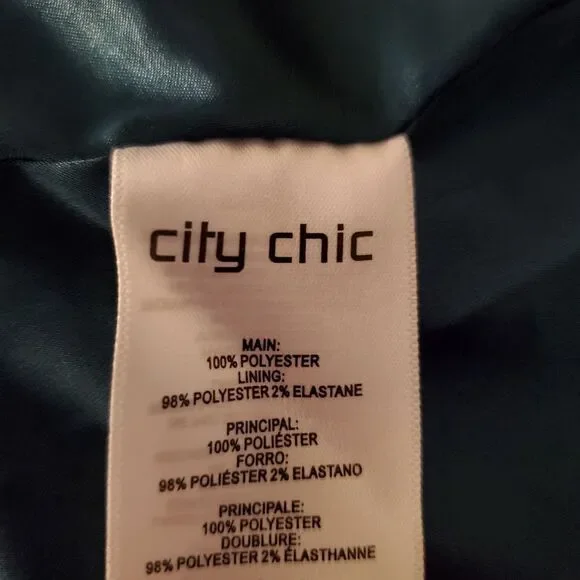 city chic
MAIN:
100% POLYESTER
LINING:
98% POLYESTER 2% ELASTANE
PRINCIPAL:
100% POLIÉSTER
FORRO:
98% POLIÉSTER 2% ELASTANO
PRINCIPALE:
100% POLYESTER
DOUBLURE:
98% POLYESTER 2% ÉLASTHANNE